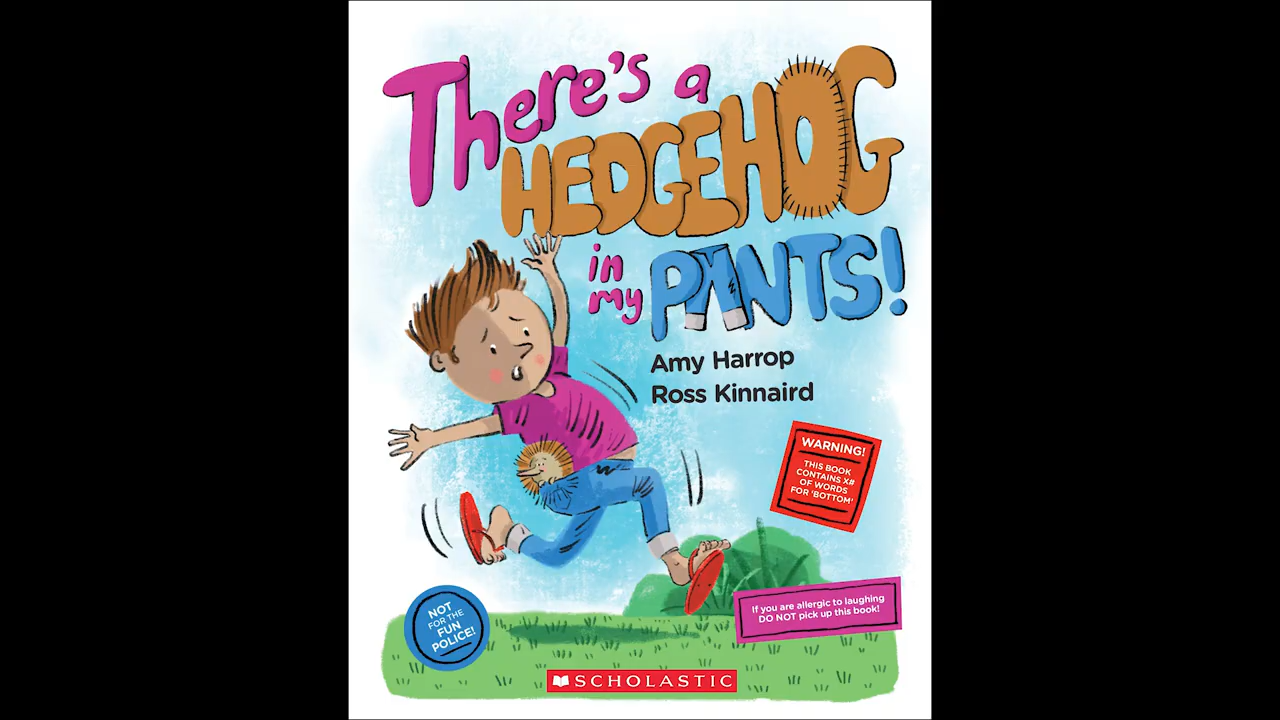 There's a
HEDGEHOG
in
my
PANTS!
Amy Harrop
Ross Kinnaird
WARNING!
THIS BOOK
CONTAINS X#
OF WORDS
FOR 'BOTTOM'
If you are allergic to laughing
DO NOT pick up this book!
NOT
FOR THE
FUN
POLICE!
SCHOLASTIC